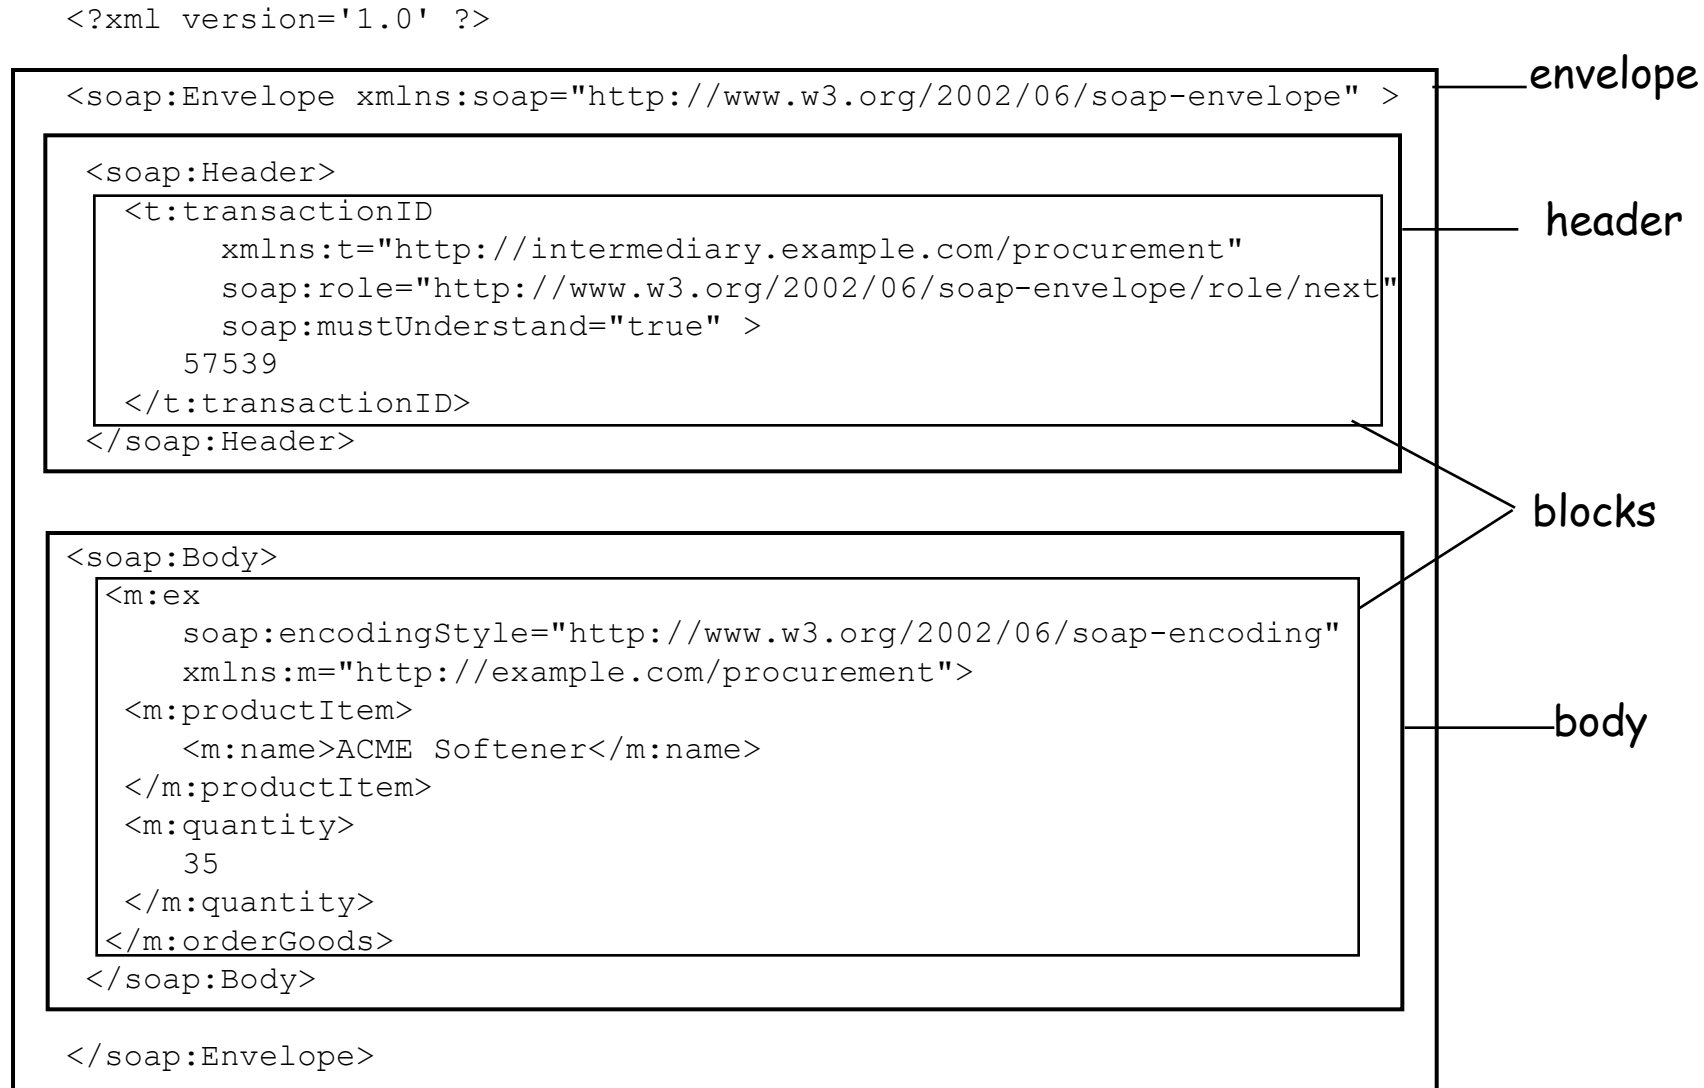 <?xml version='1.0' ?>
<soap:Envelope xmlns:soap="http://www.w3.org/2002/06/soap-envelope" >
envelope
<soap:Header>
<t:transactionID
xmlns:t="http://intermediary.example.com/procurement"
header
soap:role="http://www.w3.org/2002/06/soap-envelope/role/next"
soap:mustUnderstand="true" >
57539
</t:transactionID>
</soap:Header>
blocks
<soap:Body>
<m:ex
soap:encodingStyle="http://www.w3.org/2002/06/soap-encoding"
xmlns:m="http://example.com/procurement">
<m:productItem>
body
<m:name>ACME Softener</m:name>
</m:productItem>
<m:quantity>
35
</m:quantity>
</m:orderGoods>
</soap:Body>
</soap:Envelope>